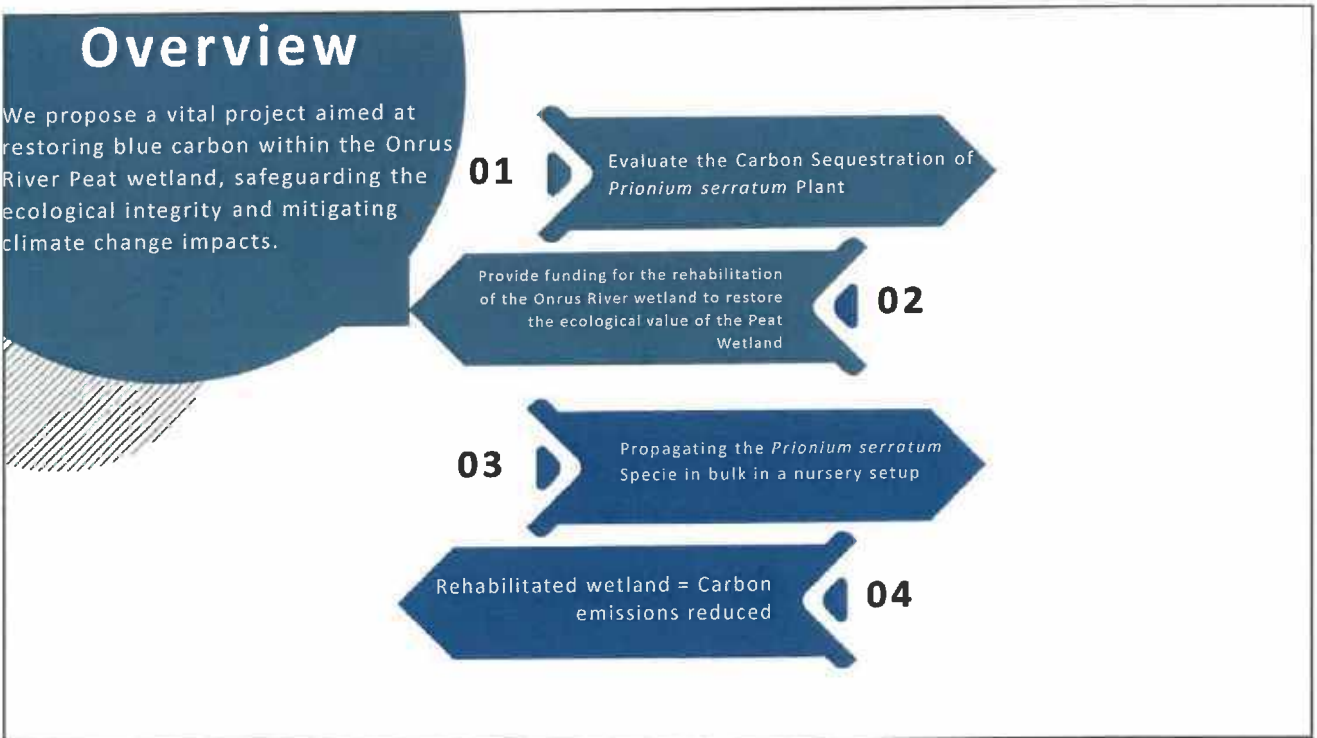 Overview
We propose a vital project aimed at
restoring blue carbon within the Onrus
River Peat wetland, safeguarding the
ecological integrity and mitigating
climate change impacts.
01
Evaluate the Carbon Sequestration of
Prionium serratum Plant
Provide funding for the rehabilitation
of the Onrus River wetland to restore
the ecological value of the Peat
Wetland
02
03
Propagating the Prionium serratum
Specie in bulk in a nursery setup
Rehabilitated wetland = Carbon
emissions reduced
04